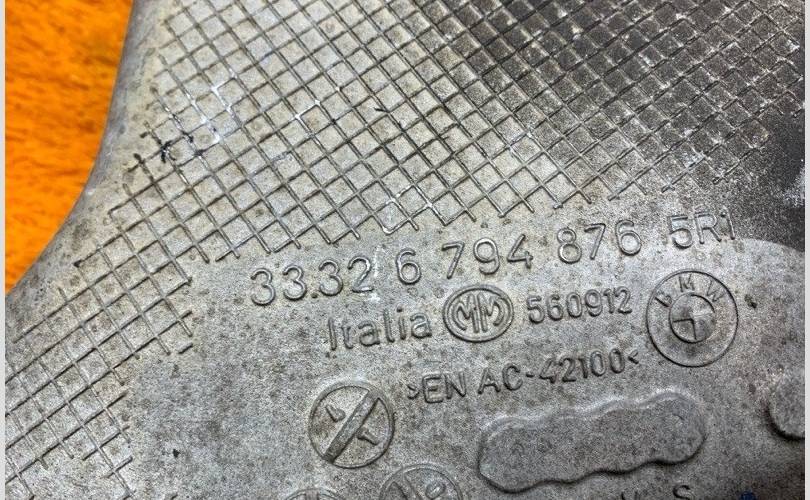 33.32 6 794 876 5R1
Italia MM 560912 BMW
>EN AC-42100<